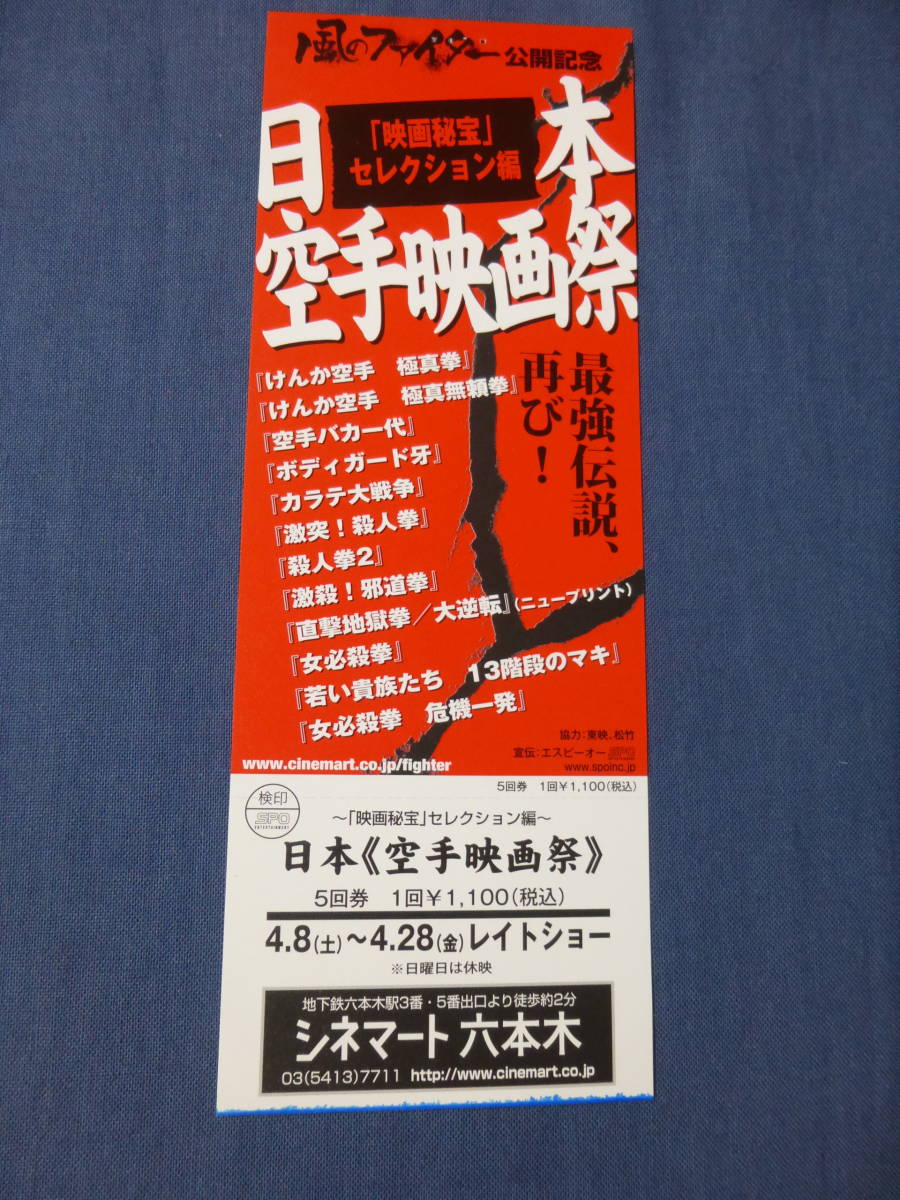 風のファイター 公開記念
「映画秘宝」
セレクション編
日本
空手映画祭
最強伝説、
再び！
『けんか空手　極真拳』
『けんか空手　極真無頼拳』
『空手バカ一代』
『ボディガード牙』
『カラテ大戦争』
『激突！殺人拳』
『殺人拳2』
『激殺！邪道拳』
『直撃地獄拳／大逆転』(ニュープリント)
『女必殺拳』
『若い貴族たち　13階段のマキ』
『女必殺拳　危機一発』
協力：東映、松竹
宣伝：エスピーオー SPO
www.cinemart.co.jp/fighter
www.spoinc.jp
5回券　1回￥1,100(税込)
検印
SPO
ENTERTAINMENT
〜「映画秘宝」セレクション編〜
日本《空手映画祭》
5回券　1回￥1,100(税込)
4.8(土)〜4.28(金)レイトショー
※日曜日は休映
地下鉄六本木駅3番・5番出口より徒歩約2分
シネマート六本木
03(5413)7711 http://www.cinemart.co.jp